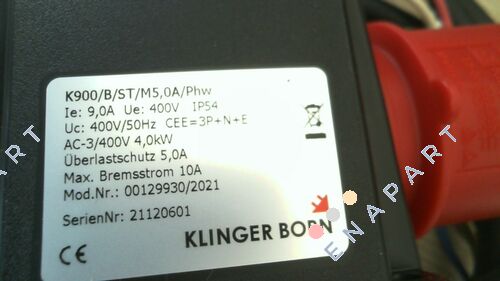 K900/B/ST/M5,0A/Phw
Ie: 9,0A Ue: 400V IP54
Uc: 400V/50Hz CEE=3P+N+E
AC-3/400V 4,0kW
Überlastschutz 5,0A
Max. Bremsstrom 10A
Mod.Nr.: 00129930/2021
SerienNr: 21120601
CE
KLINGER BORN
ENAPART
ENAPART